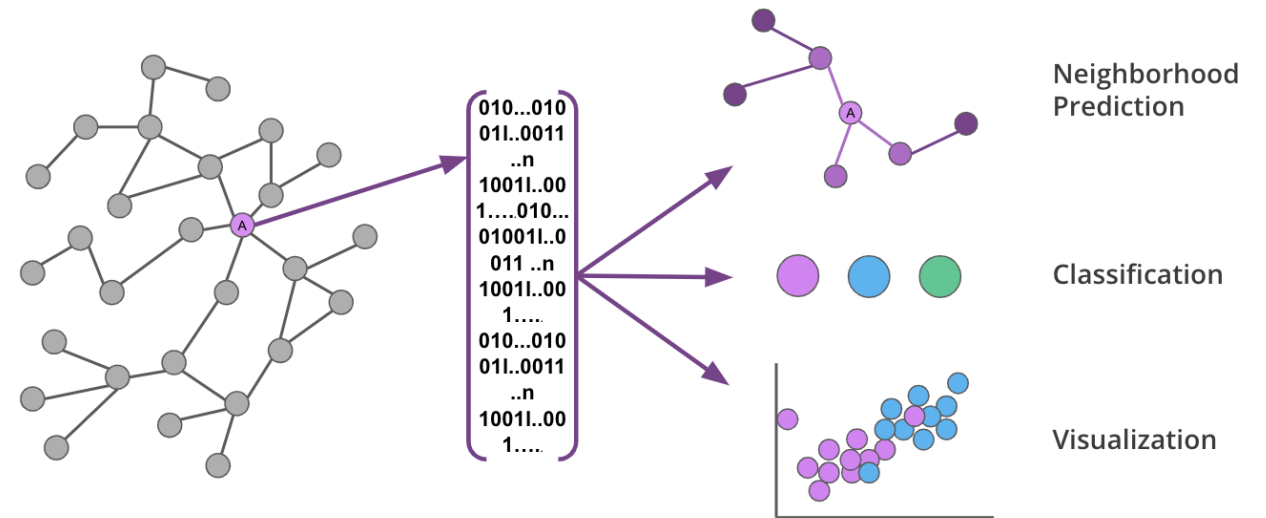 A
010...010
01l..0011
..n
1001l..00
1.....010...
01001l..0
011 ..n
1001l..00
1.....
010...010
01l..0011
..n
1001l..00
1.....
A
Neighborhood
Prediction
Classification
Visualization